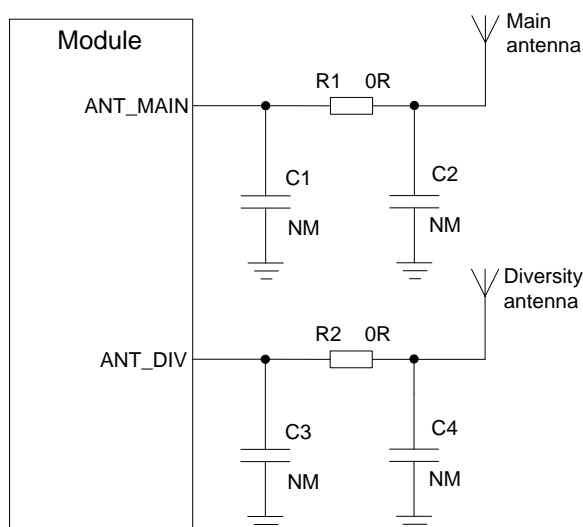 Module
Main
antenna
R1 0R
ANT_MAIN
C1
C2
NM
NM
Diversity
antenna
R2 0R
ANT_DIV
C3
C4
NM
NM